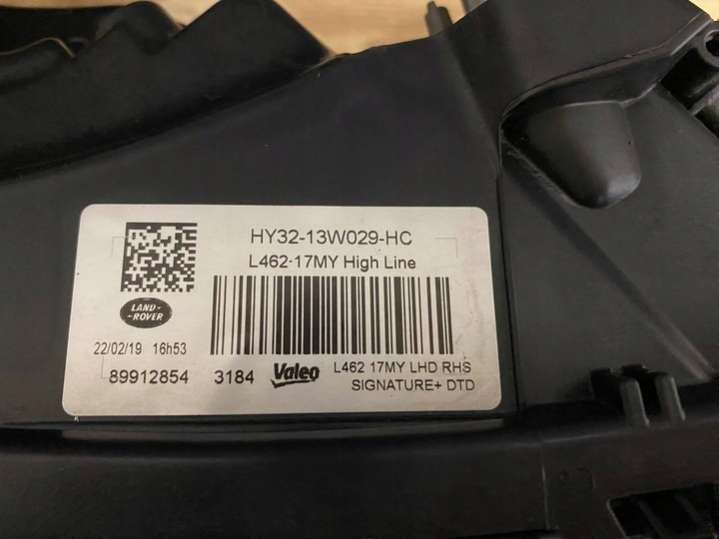 HY32-13W029-HC
L462-17MY High Line
LAND-
-ROVER
22/02/19 16h53
89912854 3184 Valeo
L462 17MY LHD RHS
SIGNATURE+ DTD